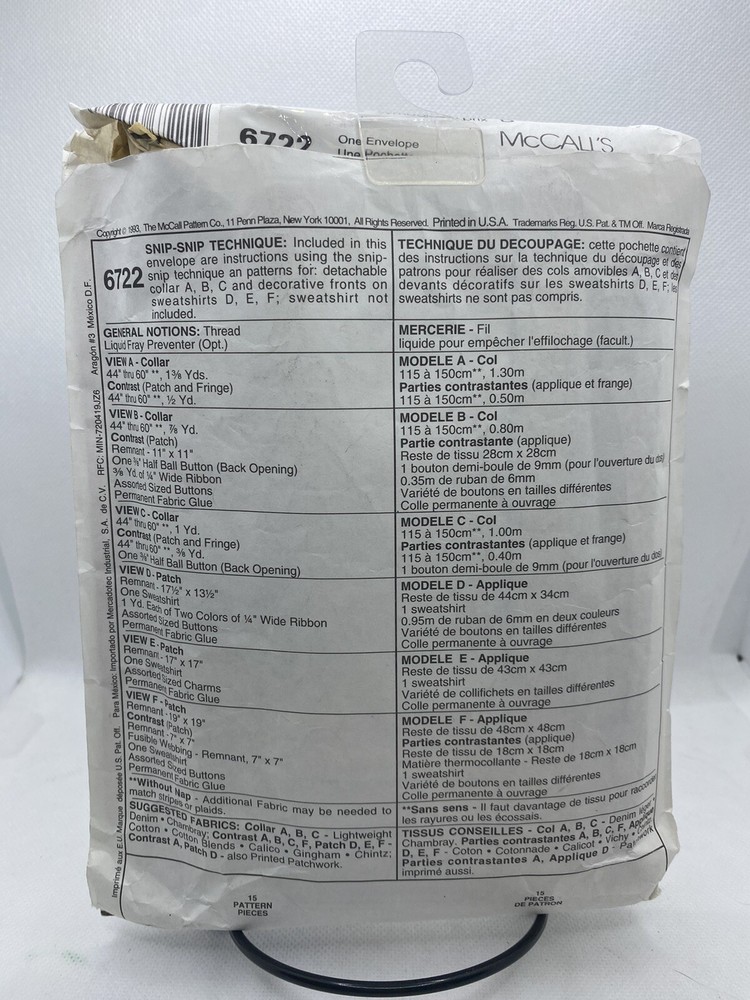 6722
One Envelope
Une Pochette
McCALL'S
Copyright © 1993. The McCall Pattern Co., 11 Penn Plaza, New York 10001, All Rights Reserved. Printed in U.S.A. Trademarks Reg. U.S. Pat. & TM Off. Marca Registrada
6722
SNIP-SNIP TECHNIQUE: Included in this
envelope are instructions using the snip-
snip technique an patterns for: detachable
collar A, B, C and decorative fronts on
sweatshirts D, E, F; sweatshirt not
included.
GENERAL NOTIONS: Thread
Liquid Fray Preventer (Opt.)
VIEW A - Collar
44" thru 60" **, 1⅜ Yds.
Contrast (Patch and Fringe)
44" thru 60" **, ½ Yd.
VIEW B - Collar
44" thru 60" **, ⅞ Yd.
Contrast (Patch)
Remnant - 11" x 11"
One ⅜" Half Ball Button (Back Opening)
⅜ Yd. of ¼" Wide Ribbon
Assorted Sized Buttons
Permanent Fabric Glue
VIEW C - Collar
44" thru 60" **, 1 Yd.
Contrast (Patch and Fringe)
44" thru 60" **, ⅜ Yd.
One ⅜" Half Ball Button (Back Opening)
VIEW D - Patch
Remnant - 17½" x 13½"
One Sweatshirt
1 Yd. Each of Two Colors of ¼" Wide Ribbon
Assorted Sized Buttons
Permanent Fabric Glue
VIEW E - Patch
Remnant - 17" x 17"
One Sweatshirt
Assorted Sized Charms
Permanent Fabric Glue
VIEW F - Patch
Remnant - 19" x 19"
Contrast (Patch)
Remnant - 7" x 7"
Fusible Webbing - Remnant, 7" x 7"
One Sweatshirt
Assorted Sized Buttons
Permanent Fabric Glue
**Without Nap - Additional Fabric may be needed to
match stripes or plaids.
SUGGESTED FABRICS: Collar A, B, C - Lightweight
Denim • Chambray; Contrast A, B, C, F, Patch D, E, F -
Cotton • Cotton Blends • Calico • Gingham • Chintz;
Contrast A, Patch D - also Printed Patchwork.
TECHNIQUE DU DECOUPAGE: cette pochette contient
des instructions sur la technique du découpage et des
patrons pour réaliser des cols amovibles A, B, C et des
devants décoratifs sur les sweatshirts D, E, F;
sweatshirts ne sont pas compris.
MERCERIE - Fil
liquide pour empêcher l'effilochage (facult.)
MODELE A - Col
115 à 150cm**, 1.30m
Parties contrastantes (applique et frange)
115 à 150cm**, 0.50m
MODELE B - Col
115 à 150cm**, 0.80m
Partie contrastante (applique)
Reste de tissu 28cm x 28cm
1 bouton demi-boule de 9mm (pour l'ouverture du dos)
0.35m de ruban de 6mm
Variété de boutons en tailles différentes
Colle permanente à ouvrage
MODELE C - Col
115 à 150cm**, 1.00m
Parties contrastantes (applique et frange)
115 à 150cm**, 0.40m
1 bouton demi-boule de 9mm (pour l'ouverture du dos)
MODELE D - Applique
Reste de tissu de 44cm x 34cm
1 sweatshirt
0.95m de ruban de 6mm en deux couleurs
Variété de boutons en tailles différentes
Colle permanente à ouvrage
MODELE E - Applique
Reste de tissu de 43cm x 43cm
1 sweatshirt
Variété de collifichets en tailles différentes
Colle permanente à ouvrage
MODELE F - Applique
Reste de tissu de 48cm x 48cm
Parties contrastantes (applique)
Reste de tissu de 18cm x 18cm
Matière thermocollante - Reste de 18cm x 18cm
1 sweatshirt
Variété de boutons en tailles différentes
Colle permanente à ouvrage
**Sans sens - Il faut davantage de tissu pour raccorder
les rayures ou les écossais.
TISSUS CONSEILLES - Col A, B, C - Denim léger •
Chambray. Parties contrastantes A, B, C, F, Applique
D, E, F - Coton • Cotonnade • Calicot • Vichy •
Parties contrastantes A, Applique D - Patchwork
imprimé aussi.
15
PATTERN
PIECES
15
PIECES
DE PATRON
Imprimé aux E.U. Marque déposée U.S. Pat. Off. Para México: Importado por Mercadotec Industrial, S.A. de C.V. RFC: MIN-720419JZ6 Aragón #3 México D.F.